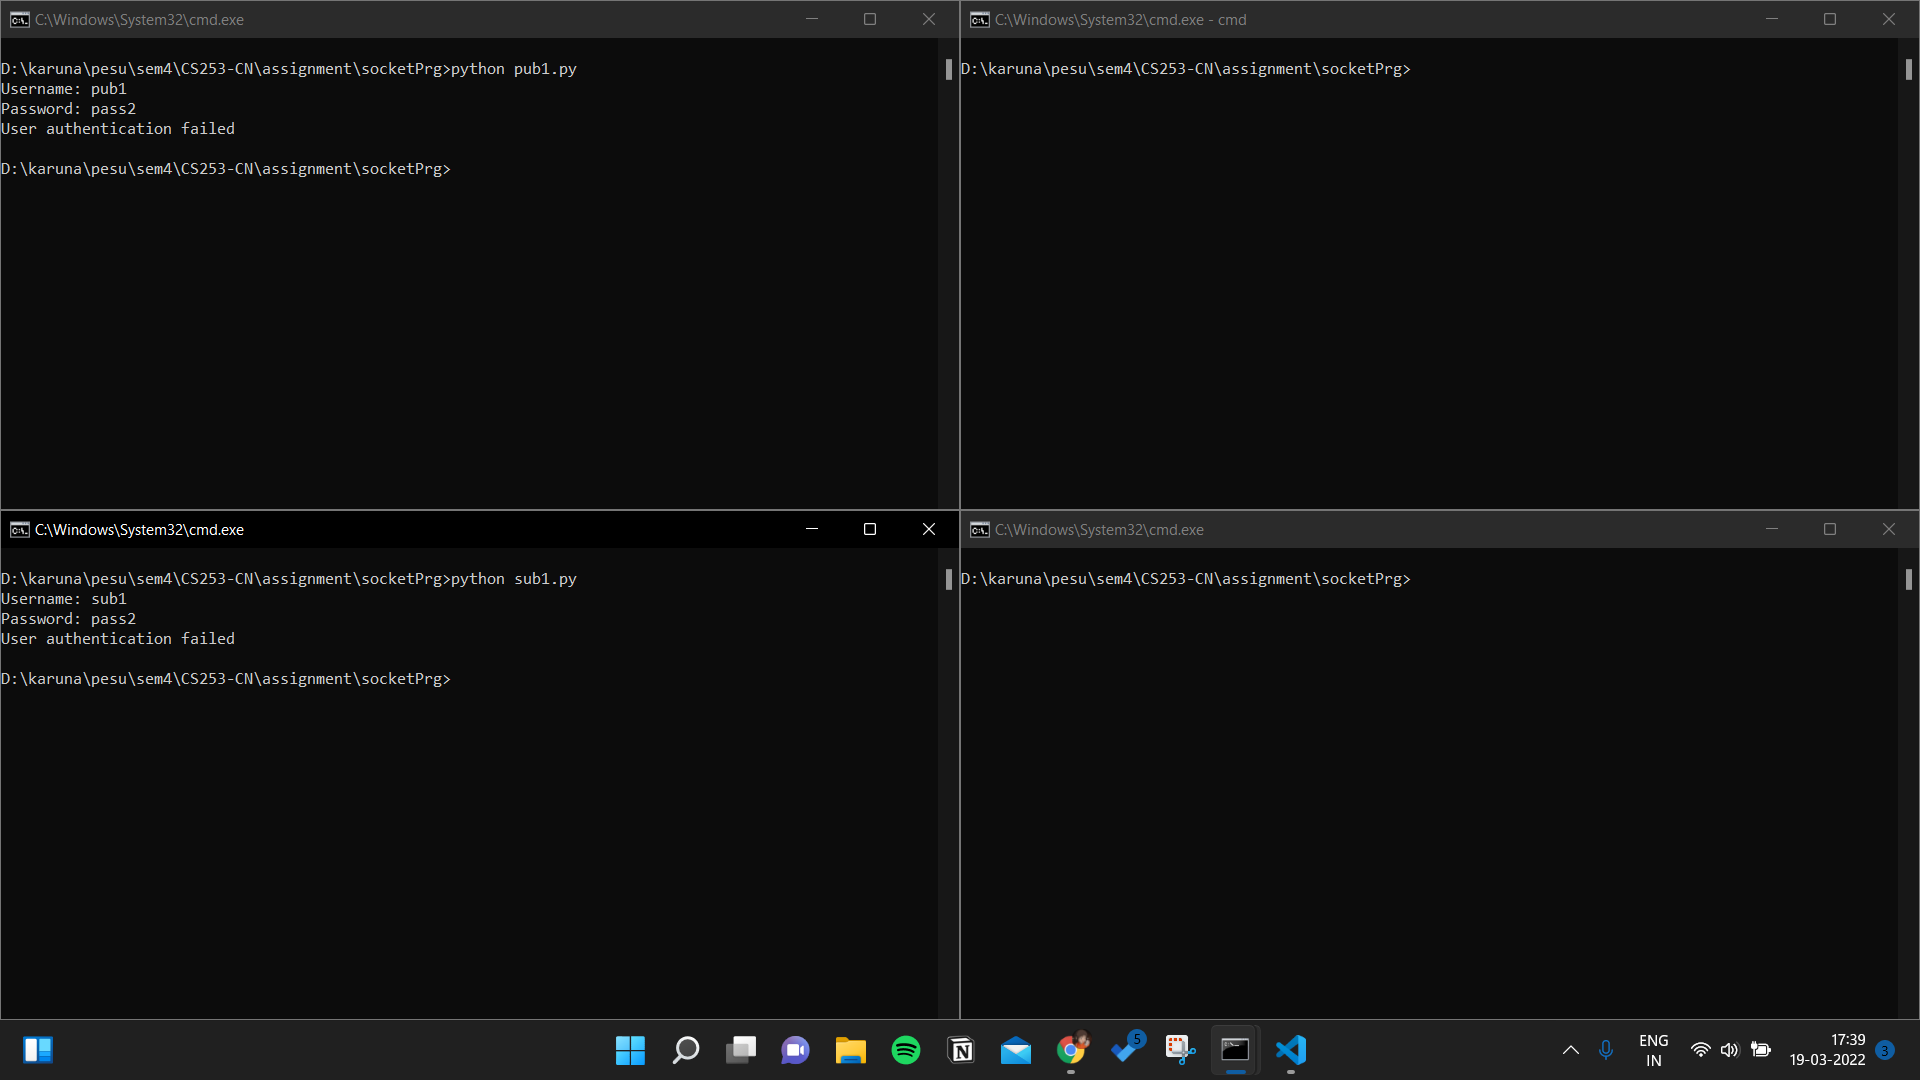 C:\Windows\System32\cmd.exe
D:\karuna\pesu\sem4\CS253-CN\assignment\socketPrg>python pub1.py
Username: pub1
Password: pass2
User authentication failed
D:\karuna\pesu\sem4\CS253-CN\assignment\socketPrg>
C:\Windows\System32\cmd.exe - cmd
D:\karuna\pesu\sem4\CS253-CN\assignment\socketPrg>
C:\Windows\System32\cmd.exe
D:\karuna\pesu\sem4\CS253-CN\assignment\socketPrg>python sub1.py
Username: sub1
Password: pass2
User authentication failed
D:\karuna\pesu\sem4\CS253-CN\assignment\socketPrg>
C:\Windows\System32\cmd.exe
D:\karuna\pesu\sem4\CS253-CN\assignment\socketPrg>
5
ENG
IN
17:39
19-03-2022
3